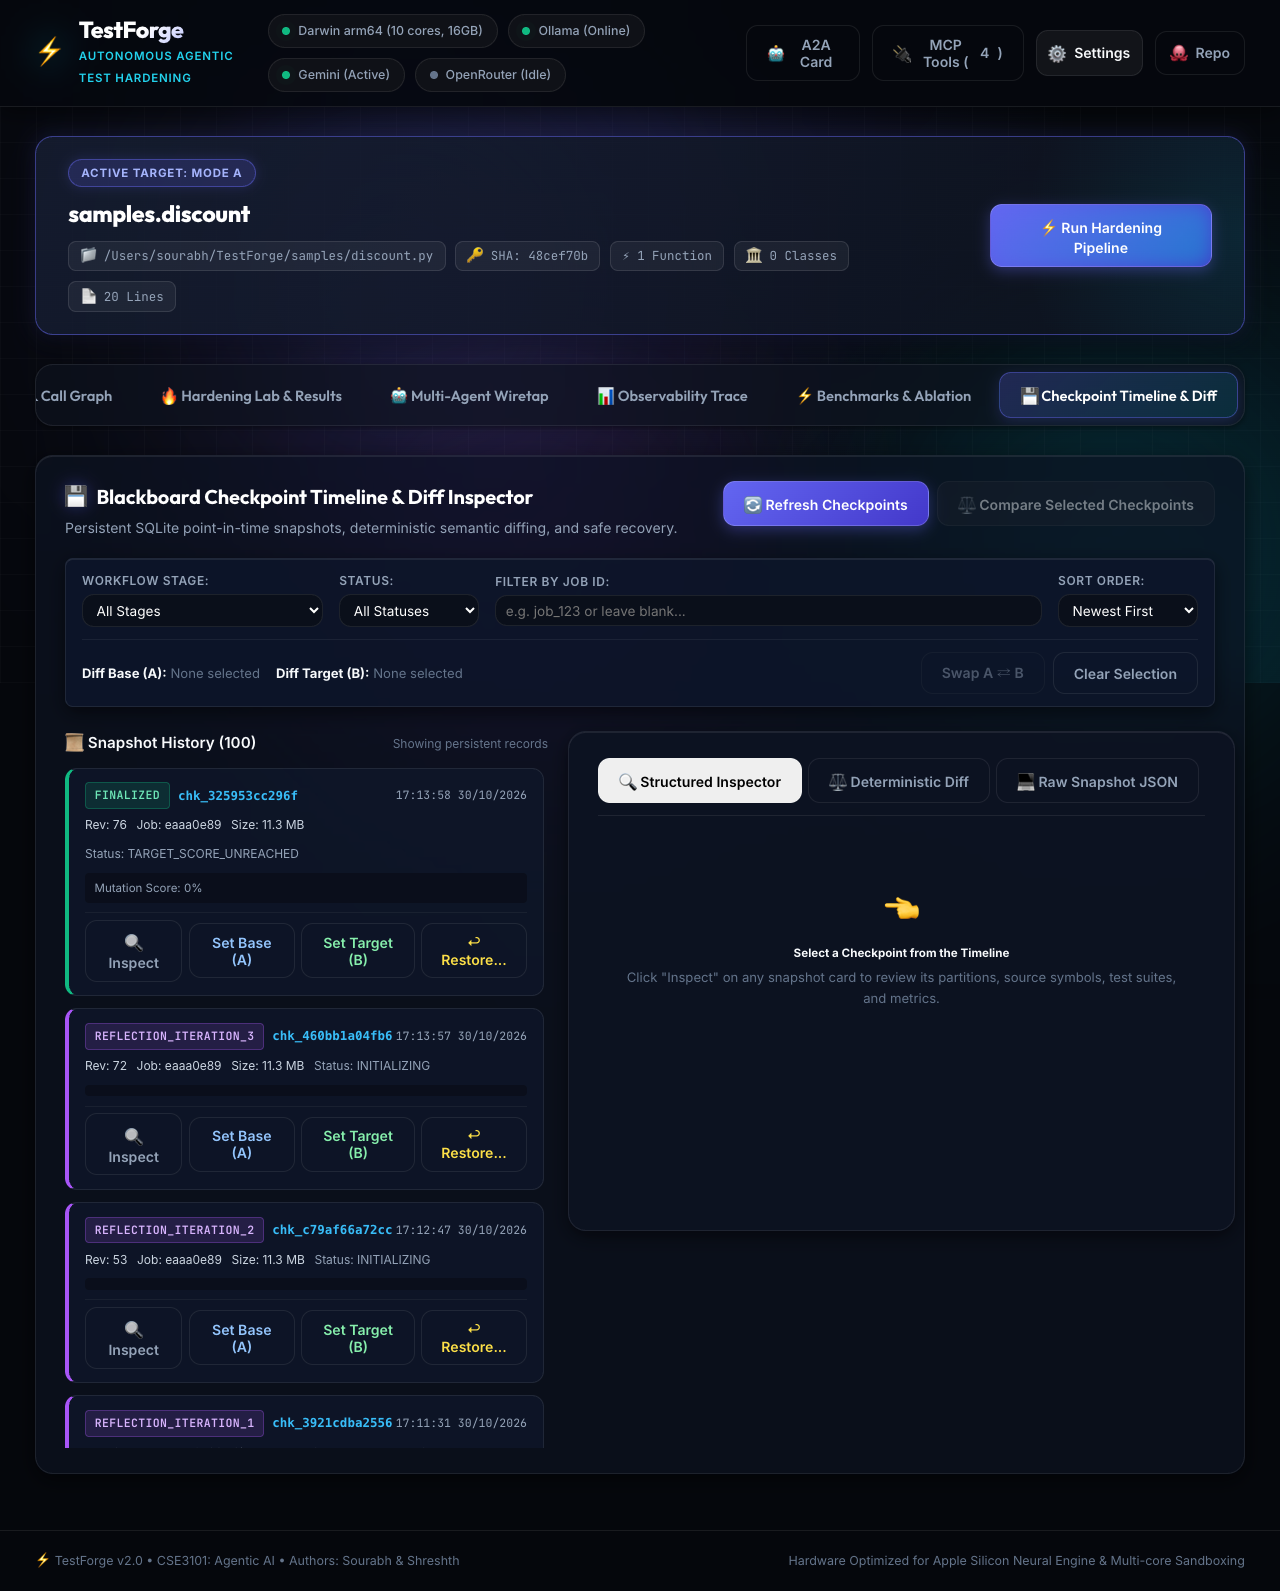 TestForge
AUTONOMOUS AGENTIC
TEST HARDENING
Darwin arm64 (10 cores, 16GB)
Ollama (Online)
Gemini (Active)
OpenRouter (Idle)
A2A
Card
MCP
Tools ( 4 )
Settings
Repo
ACTIVE TARGET: MODE A
samples.discount
/Users/sourabh/TestForge/samples/discount.py
SHA: 48cef70b
⚡ 1 Function
0 Classes
20 Lines
⚡ Run Hardening
Pipeline
Call Graph
Hardening Lab & Results
Multi-Agent Wiretap
Observability Trace
Benchmarks & Ablation
Checkpoint Timeline & Diff
Blackboard Checkpoint Timeline & Diff Inspector
Persistent SQLite point-in-time snapshots, deterministic semantic diffing, and safe recovery.
Refresh Checkpoints
Compare Selected Checkpoints
WORKFLOW STAGE:
All Stages
STATUS:
All Statuses
FILTER BY JOB ID:
e.g. job_123 or leave blank...
SORT ORDER:
Newest First
Diff Base (A): None selected
Diff Target (B): None selected
Swap A ⇄ B
Clear Selection
Snapshot History (100)
Showing persistent records
FINALIZED chk_325953cc296f 17:13:58 30/10/2026
Rev: 76 Job: eaaa0e89 Size: 11.3 MB
Status: TARGET_SCORE_UNREACHED
Mutation Score: 0%
Inspect
Set Base
(A)
Set Target
(B)
↩
Restore...
REFLECTION_ITERATION_3 chk_460bb1a04fb6 17:13:57 30/10/2026
Rev: 72 Job: eaaa0e89 Size: 11.3 MB Status: INITIALIZING
Inspect
Set Base
(A)
Set Target
(B)
↩
Restore...
REFLECTION_ITERATION_2 chk_c79af66a72cc 17:12:47 30/10/2026
Rev: 53 Job: eaaa0e89 Size: 11.3 MB Status: INITIALIZING
Inspect
Set Base
(A)
Set Target
(B)
↩
Restore...
REFLECTION_ITERATION_1 chk_3921cdba2556 17:11:31 30/10/2026
Structured Inspector
Deterministic Diff
Raw Snapshot JSON
Select a Checkpoint from the Timeline
Click "Inspect" on any snapshot card to review its partitions, source symbols, test suites,
and metrics.
⚡ TestForge v2.0 • CSE3101: Agentic AI • Authors: Sourabh & Shreshth
Hardware Optimized for Apple Silicon Neural Engine & Multi-core Sandboxing